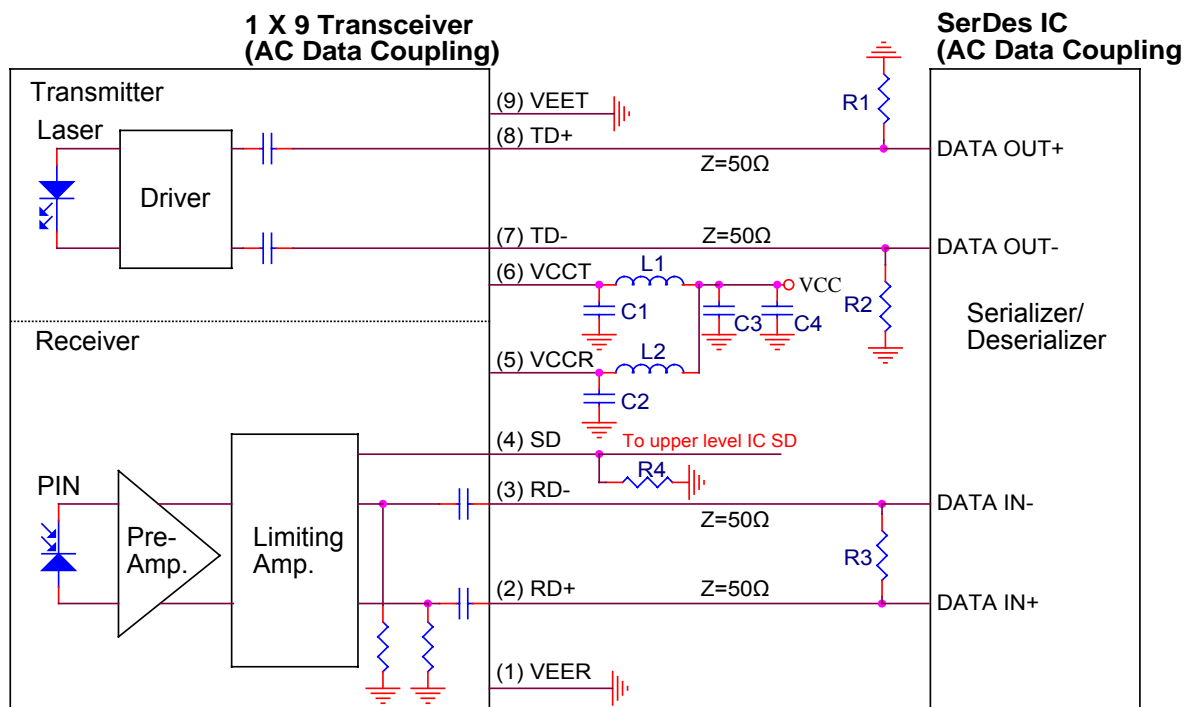 1 X 9 Transceiver
(AC Data Coupling)
SerDes IC
(AC Data Coupling
Transmitter
Laser
Driver
(9) VEET
(8) TD+
Z=50Ω
R1
DATA OUT+
(7) TD-
Z=50Ω
DATA OUT-
(6) VCCT
L1
VCC
C1
C3
C4
R2
Serializer/
Deserializer
Receiver
(5) VCCR
L2
C2
(4) SD
To upper level IC SD
R4
PIN
Pre-
Amp.
Limiting
Amp.
(3) RD-
Z=50Ω
DATA IN-
R3
(2) RD+
Z=50Ω
DATA IN+
(1) VEER